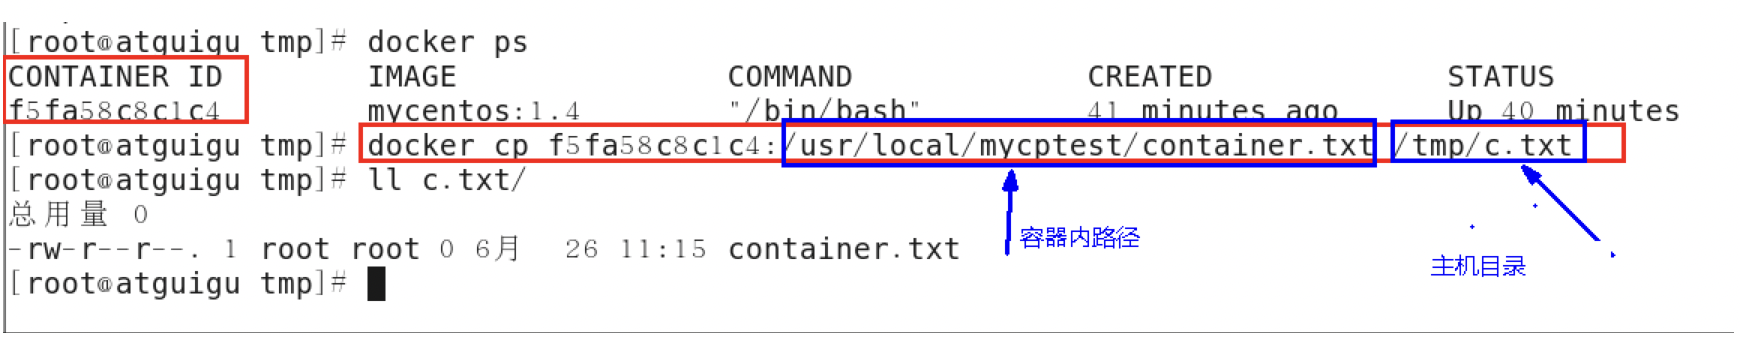 [root@atguigu tmp]# docker ps
CONTAINER ID IMAGE COMMAND CREATED STATUS
f5fa58c8c1c4 mycentos:1.4 "/bin/bash" 41 minutes ago Up 40 minutes
[root@atguigu tmp]# docker cp f5fa58c8c1c4:/usr/local/mycptest/container.txt /tmp/c.txt
[root@atguigu tmp]# ll c.txt/
总用量 0
-rw-r--r--. 1 root root 0 6月 26 11:15 container.txt
容器内路径
主机目录
[root@atguigu tmp]#